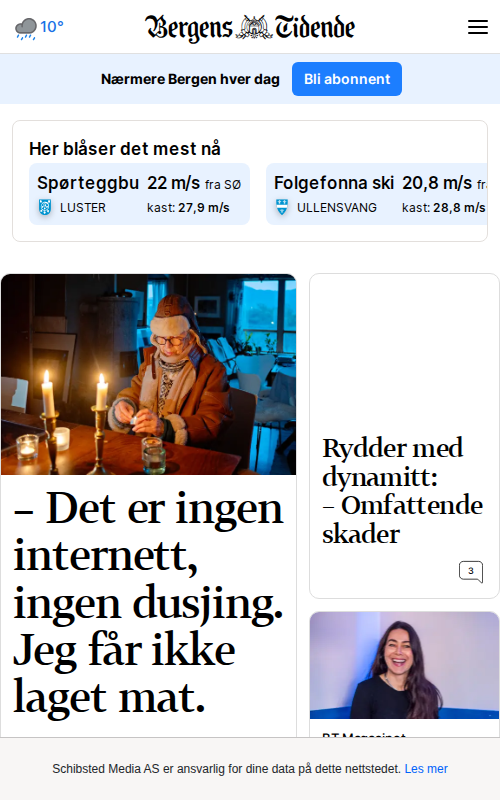 10°
Bergens Tidende
Nærmere Bergen hver dag
Bli abonnent
Her blåser det mest nå
Spørteggbu 22 m/s fra SØ
LUSTER kast: 27,9 m/s
Folgefonna ski 20,8 m/s
ULLENSVANG kast: 28,8 m/s
– Det er ingen
internett,
ingen dusjing.
Jeg får ikke
laget mat.
Rydder med
dynamitt:
– Omfattende
skader
3
BT Magasinet
Schibsted Media AS er ansvarlig for dine data på dette nettstedet. Les mer